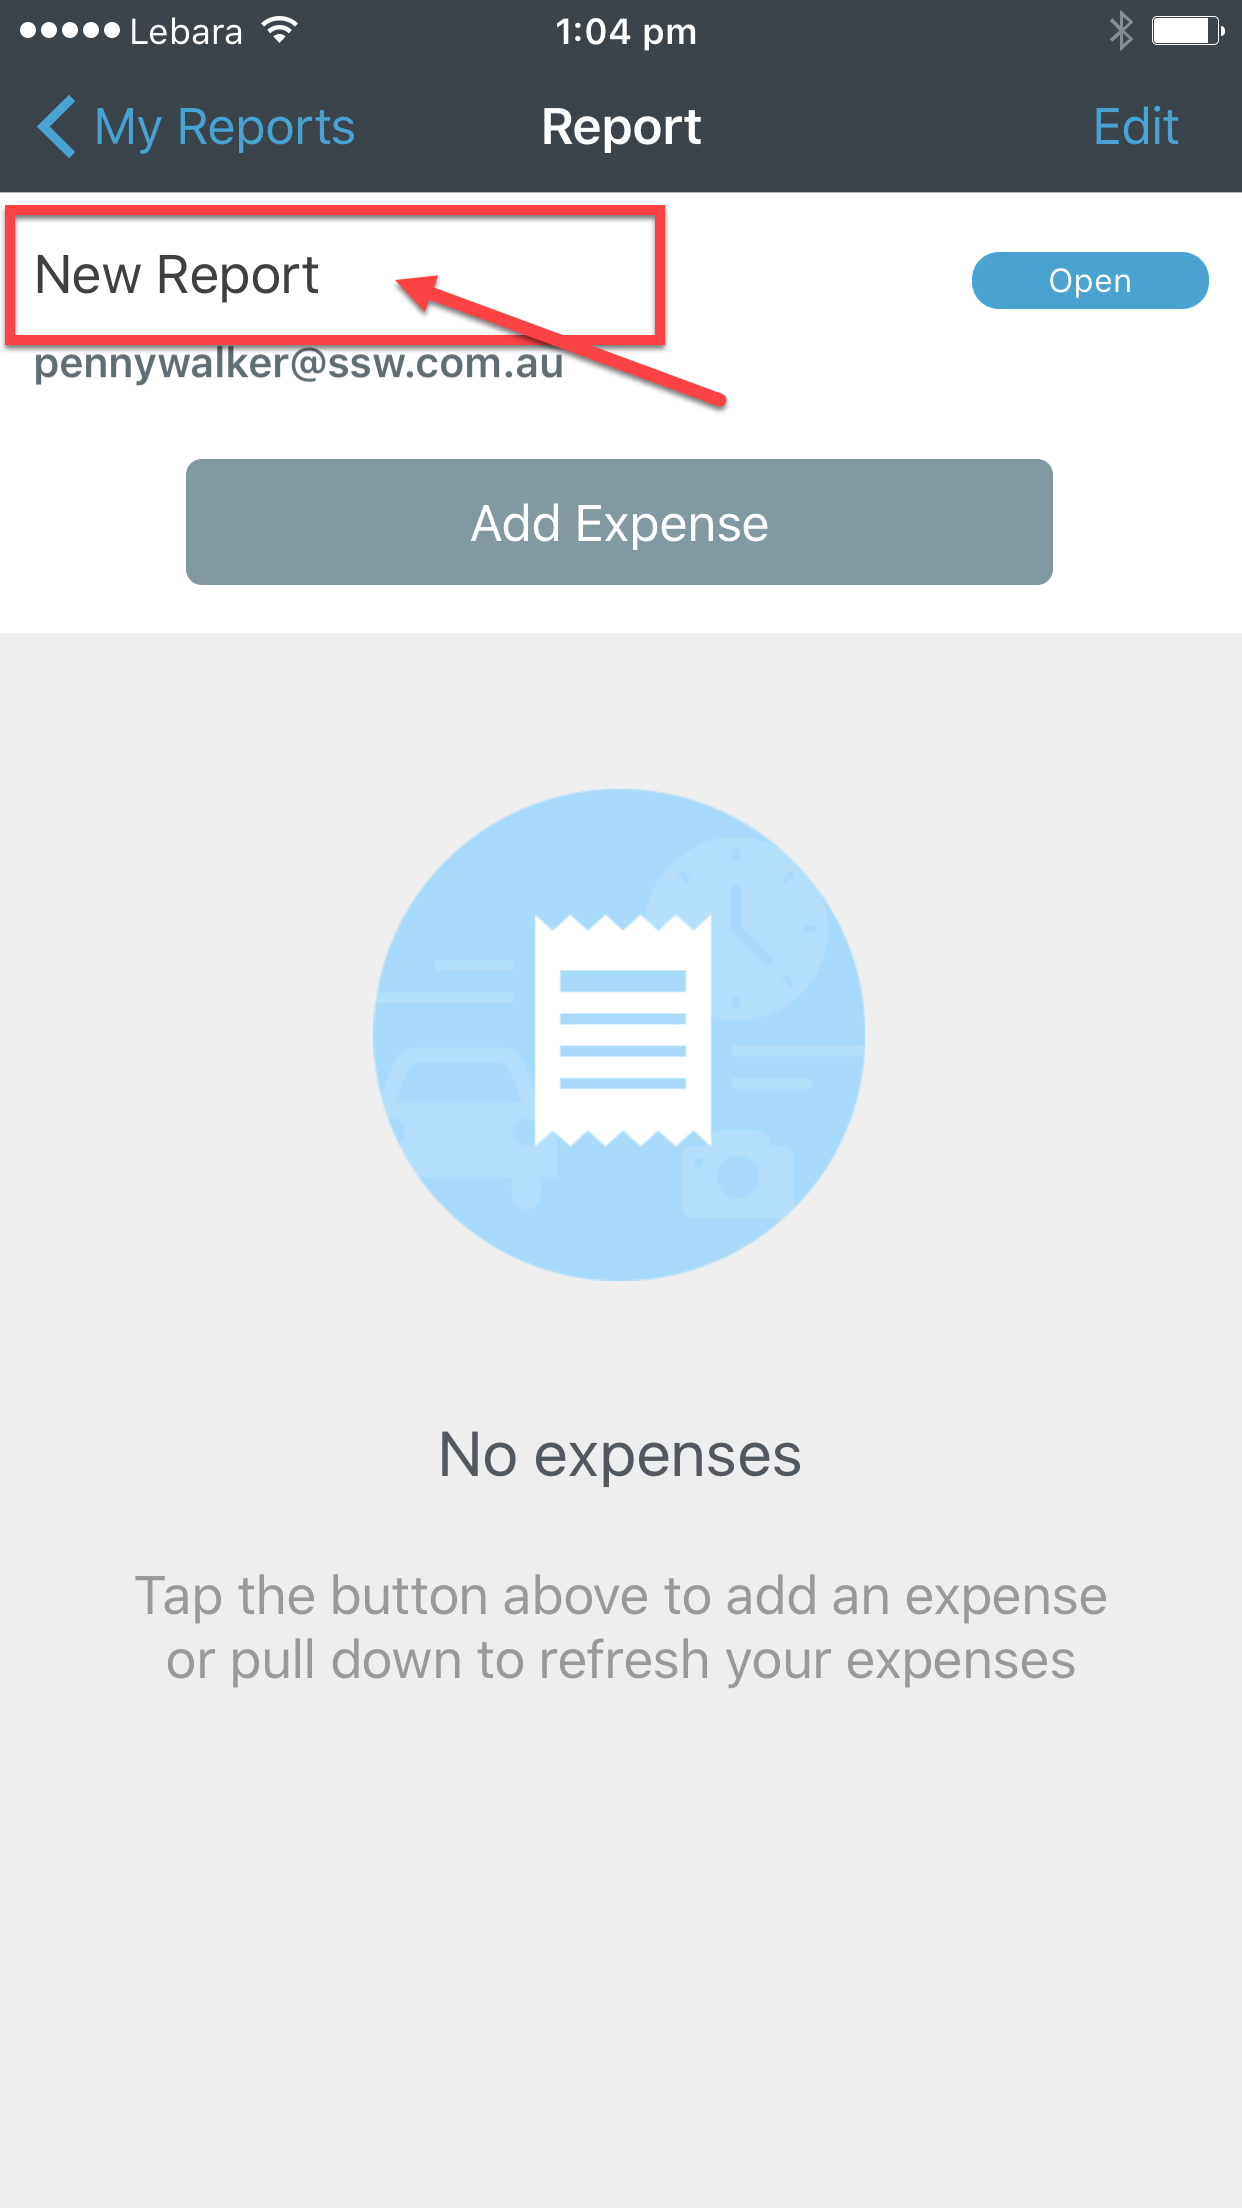 Lebara 1:04 pm
My Reports Report Edit
New Report
Open
pennywalker@ssw.com.au
Add Expense
No expenses
Tap the button above to add an expense
or pull down to refresh your expenses